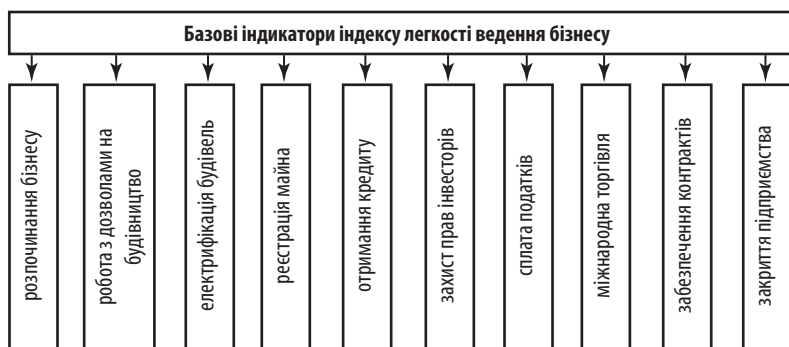 Базові індикатори індексу легкості ведення бізнесу
розпочинання бізнесу
робота з дозволами на
будівництво
електрифікація будівель
реєстрація майна
отримання кредиту
захист прав інвесторів
сплата податків
міжнародна торгівля
забезпечення контрактів
закриття підприємства